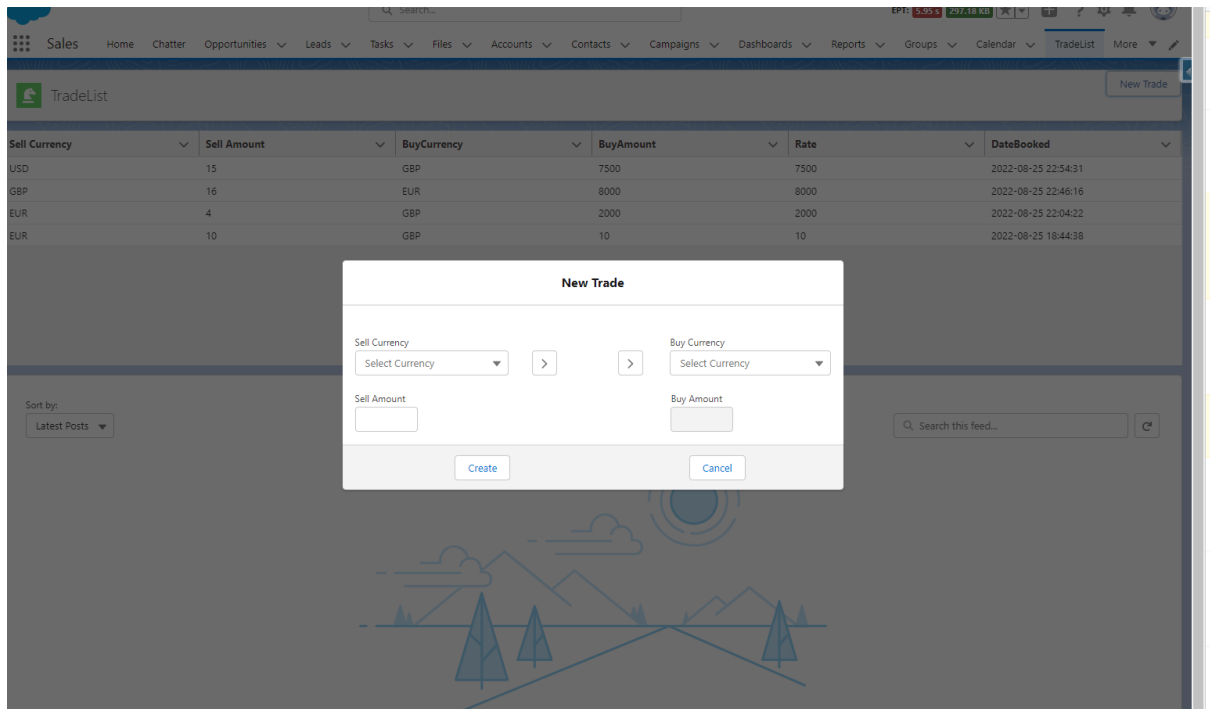 Search...
EPT: 5.95 s 297.18 KB
Sales Home Chatter Opportunities Leads Tasks Files Accounts Contacts Campaigns Dashboards Reports Groups Calendar TradeList More
TradeList
New Trade
Sell Currency Sell Amount BuyCurrency BuyAmount Rate DateBooked
USD 15 GBP 7500 7500 2022-08-25 22:54:31
GBP 16 EUR 8000 8000 2022-08-25 22:46:16
EUR 4 GBP 2000 2000 2022-08-25 22:04:22
EUR 10 GBP 10 10 2022-08-25 18:44:38
New Trade
Sell Currency Buy Currency
Select Currency > > Select Currency
Sell Amount Buy Amount
Create Cancel
Sort by:
Latest Posts
Search this feed...